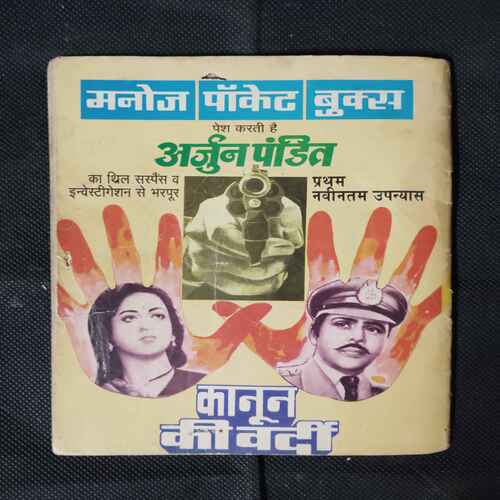 मनोज पॉकेट बुक्स
पेश करती है
अर्जुन पंडित
का थ्रिल सस्पैंस व
इन्वेस्टीगेशन से भरपूर
प्रथम
नवीनतम उपन्यास
कानून
की वर्दी